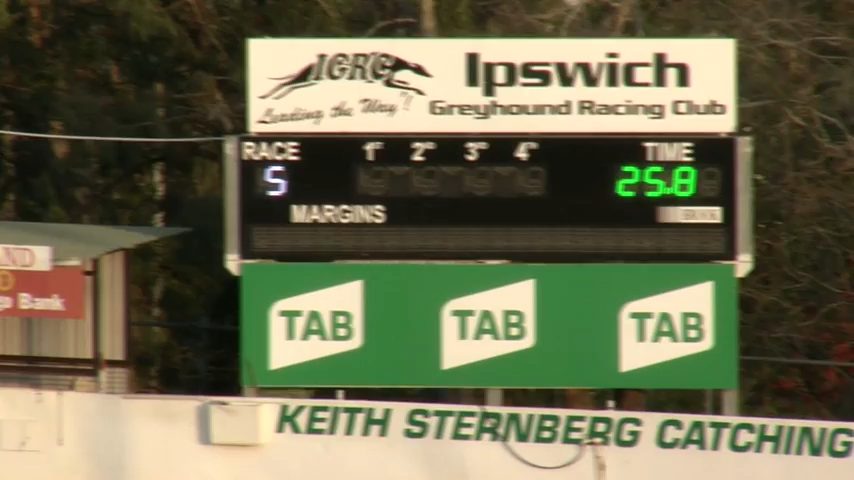 IGRC
Leading the Way!!
Ipswich
Greyhound Racing Club
RACE 1st 2nd 3rd 4th TIME
5 25.8
MARGINS
TAB TAB TAB
Bank
KEITH STERNBERG CATCHING